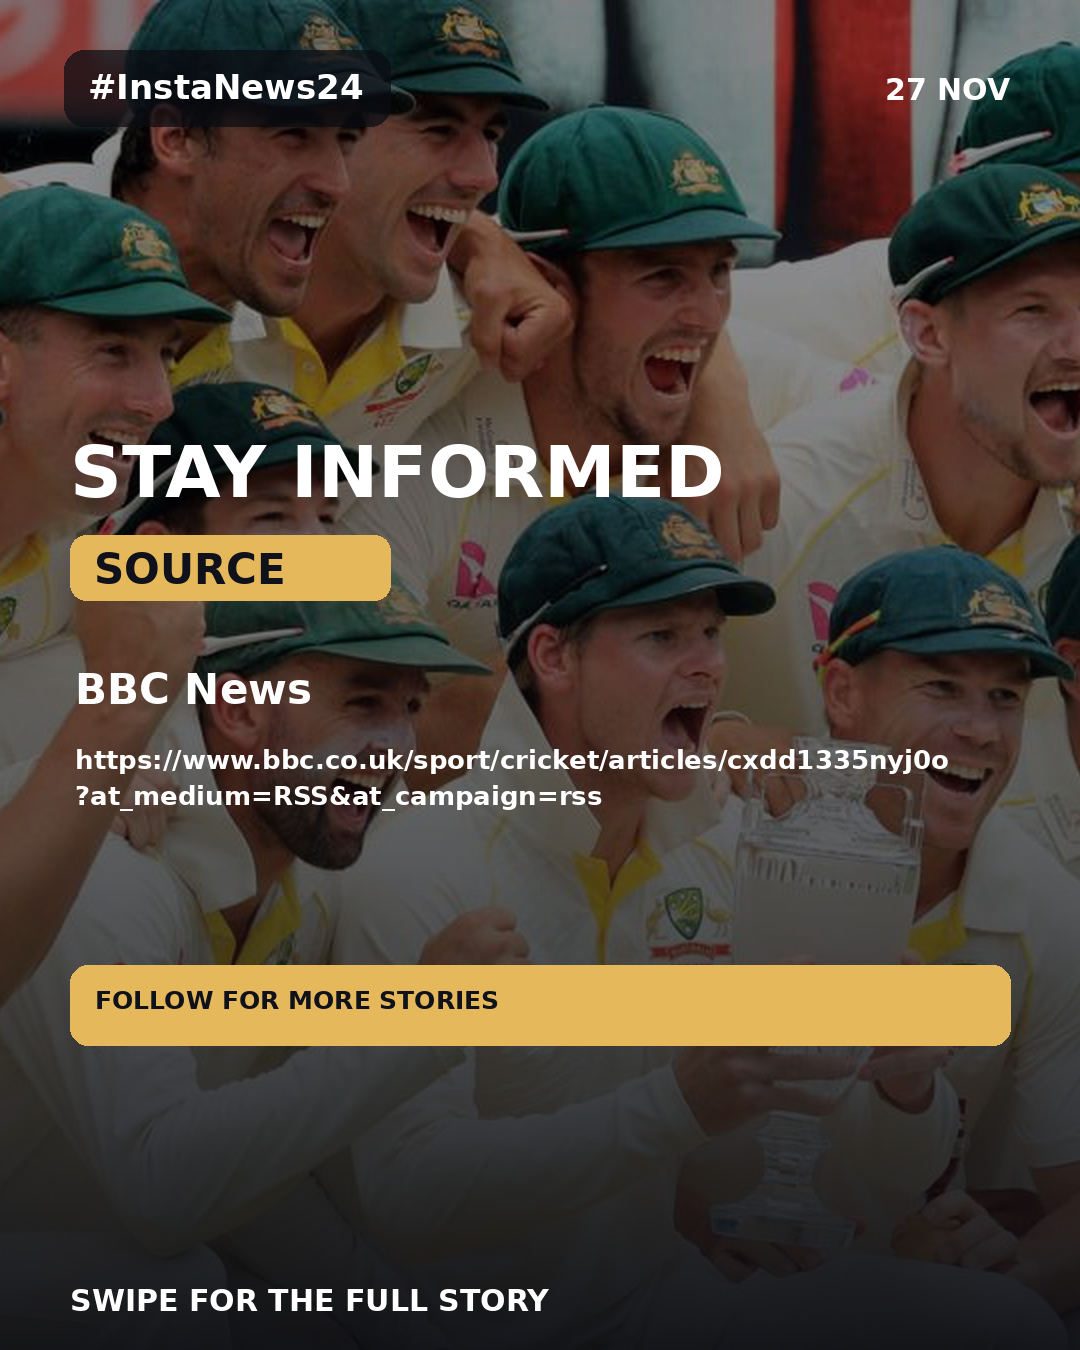 #InstaNews24
27 NOV
STAY INFORMED
SOURCE
BBC News
https://www.bbc.co.uk/sport/cricket/articles/cxdd1335nyj0o
?at_medium=RSS&at_campaign=rss
FOLLOW FOR MORE STORIES
SWIPE FOR THE FULL STORY